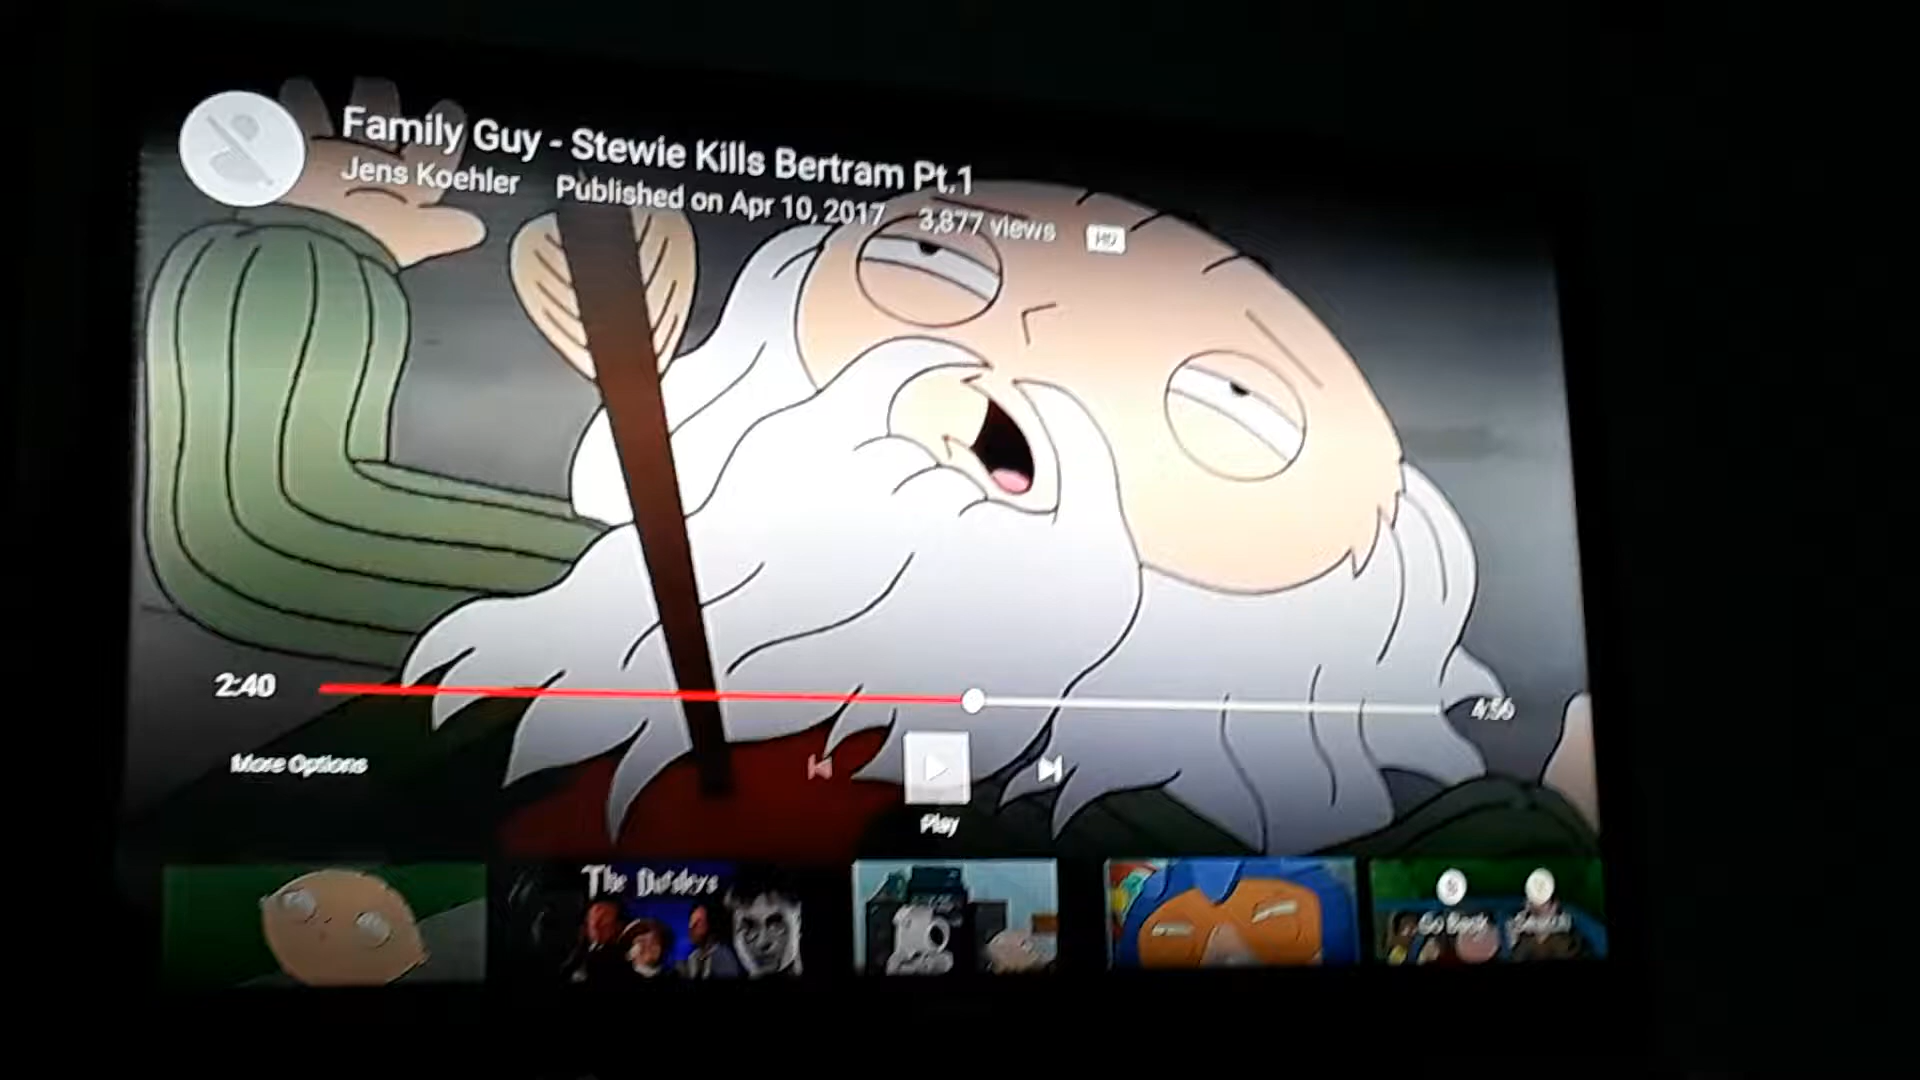 Family Guy - Stewie Kills Bertram Pt.1
Jens Koehler Published on Apr 10, 2017 3,877 views HD
2:40 4:56
More Options
Play
The Dursleys
Go Back Search